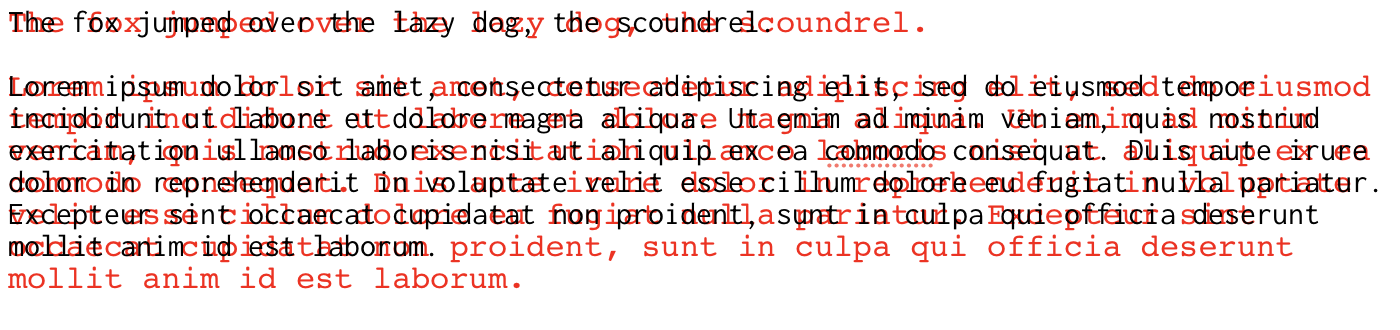 The fox jumped over the lazy dog, the scoundrel.
Lorem ipsum dolor sit amet, consectetur adipiscing elit, sed do eiusmod tempor
incididunt ut labore et dolore magna aliqua. Ut enim ad minim veniam, quis nostrud
exercitation ullamco laboris nisi ut aliquip ex ea commodo consequat. Duis aute irure
dolor in reprehenderit in voluptate velit esse cillum dolore eu fugiat nulla pariatur.
Excepteur sint occaecat cupidatat non proident, sunt in culpa qui officia deserunt
mollit anim id est laborum.
The fox jumped over the lazy dog, the scoundrel.
Lorem ipsum dolor sit amet, consectetur adipiscing elit, sed do eiusmod
tempor incididunt ut labore et dolore magna aliqua. Ut enim ad minim
veniam, quis nostrud exercitation ullamco laboris nisi ut aliquip ex ea
commodo consequat. Duis aute irure dolor in reprehenderit in voluptate
velit esse cillum dolore eu fugiat nulla pariatur. Excepteur sint
occaecat cupidatat non proident, sunt in culpa qui officia deserunt
mollit anim id est laborum.